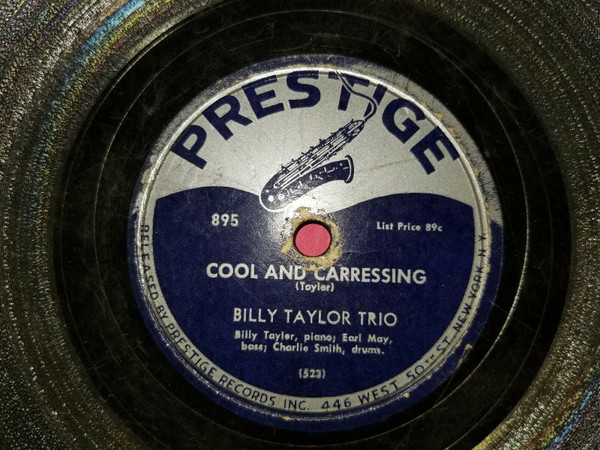 PRESTIGE
895
List Price 89c
COOL AND CARRESSING
(Taylor)
BILLY TAYLOR TRIO
Billy Taylor, piano; Earl May,
bass; Charlie Smith, drums.
(523)
RELEASED BY PRESTIGE RECORDS INC. 446 WEST 50TH ST. NEW YORK N.Y.